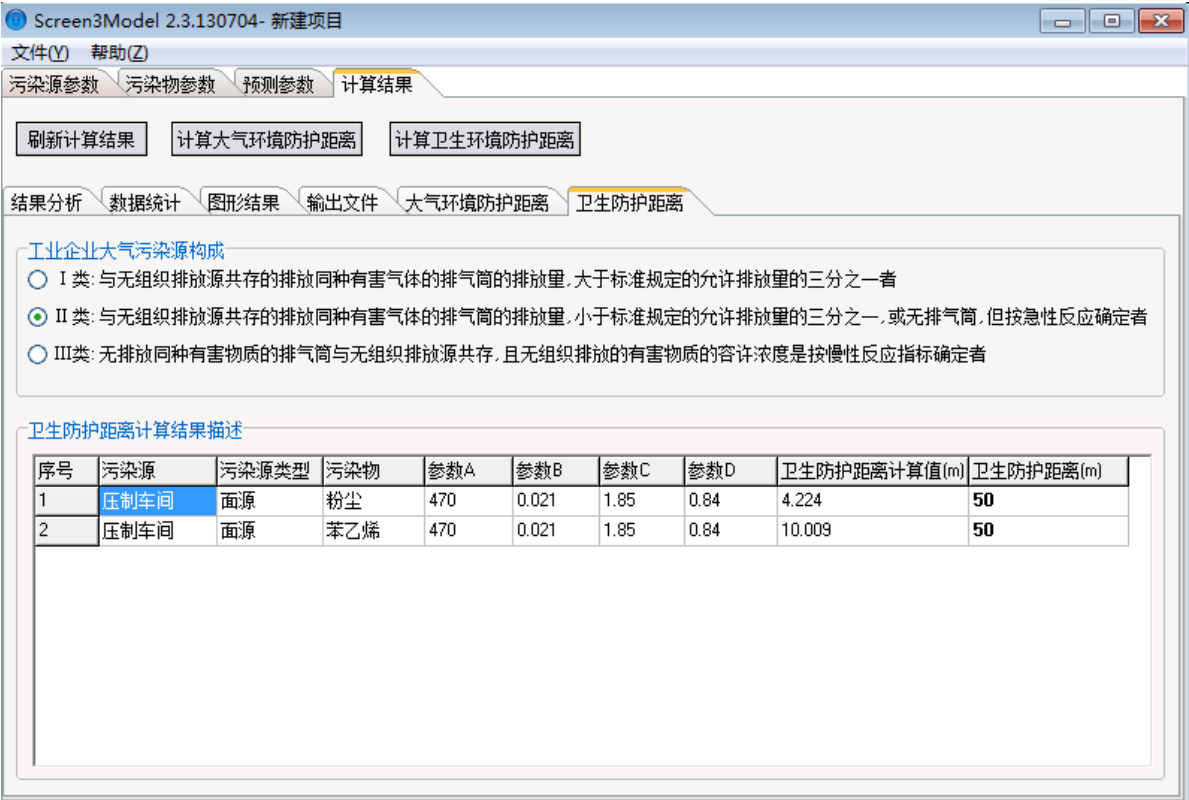 Screen3Model 2.3.130704- 新建项目
文件(Y) 帮助(Z)
污染源参数 污染物参数 预测参数 计算结果
刷新计算结果 计算大气环境防护距离 计算卫生环境防护距离
结果分析 数据统计 图形结果 输出文件 大气环境防护距离 卫生防护距离
工业企业大气污染源构成
I 类: 与无组织排放源共存的排放同种有害气体的排气筒的排放量,大于标准规定的允许排放量的三分之一者
II 类: 与无组织排放源共存的排放同种有害气体的排气筒的排放量,小于标准规定的允许排放量的三分之一,或无排气筒,但按急性反应确定者
III类: 无排放同种有害物质的排气筒与无组织排放源共存,且无组织排放的有害物质的容许浓度是按慢性反应指标确定者
卫生防护距离计算结果描述
序号 污染源 污染源类型 污染物 参数A 参数B 参数C 参数D 卫生防护距离计算值(m) 卫生防护距离(m)
1 压制车间 面源 粉尘 470 0.021 1.85 0.84 4.224 50
2 压制车间 面源 苯乙烯 470 0.021 1.85 0.84 10.009 50